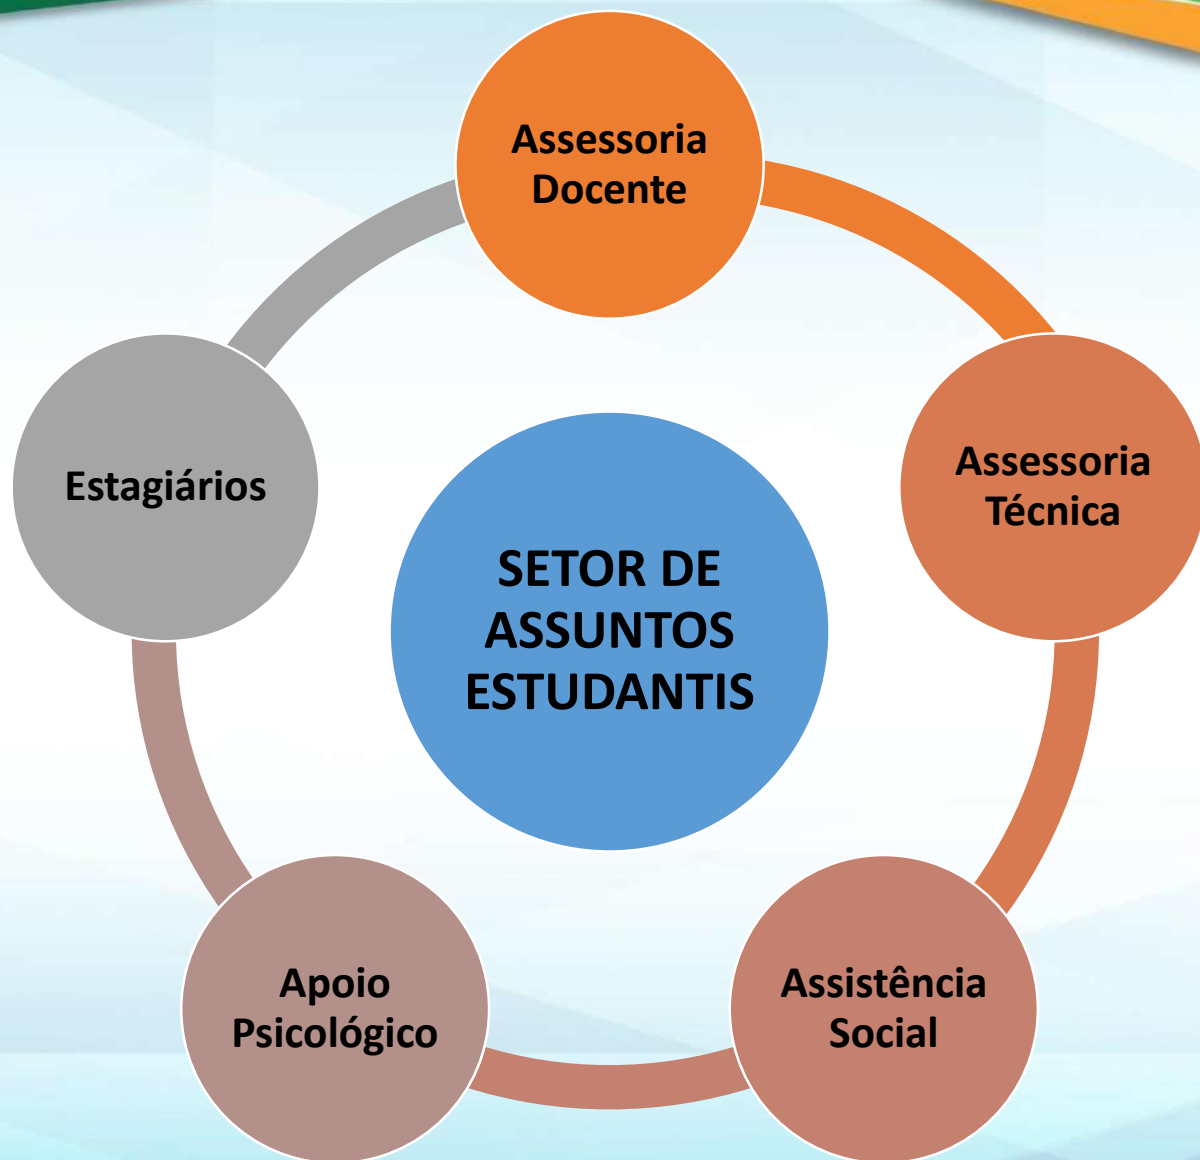 Assessoria
Docente
Assessoria
Técnica
Estagiários
SETOR DE
ASSUNTOS
ESTUDANTIS
Apoio
Psicológico
Assistência
Social